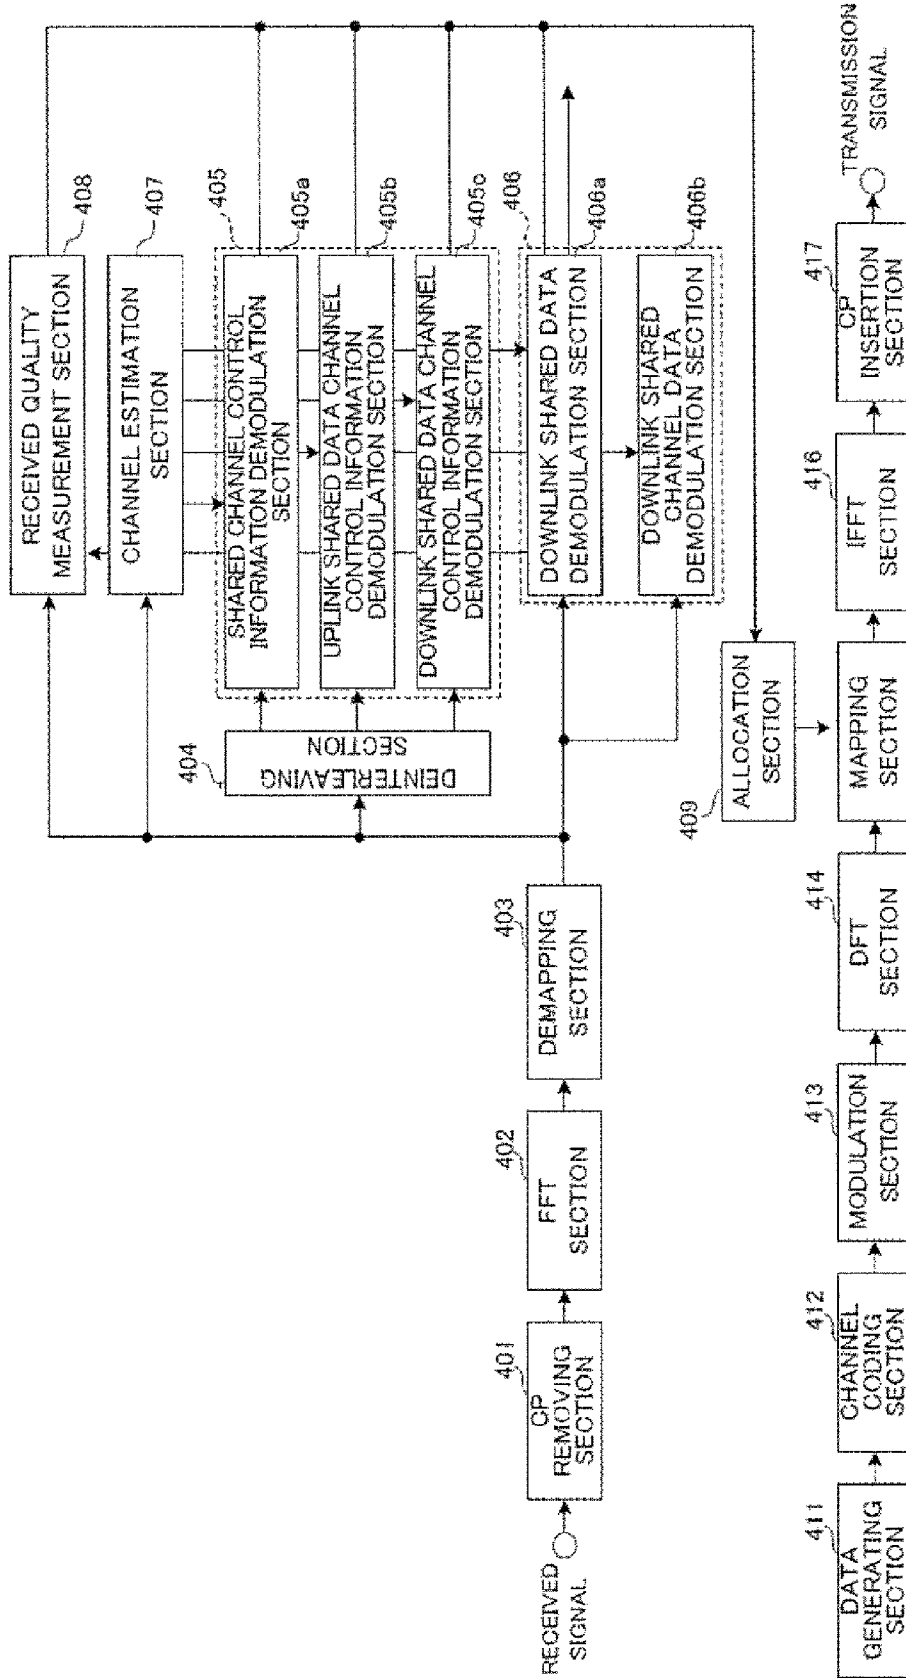 RECEIVED QUALITY
MEASUREMENT SECTION
408
CHANNEL ESTIMATION
SECTION
407
405
SHARED CHANNEL CONTROL
INFORMATION DEMODULATION
SECTION
405a
UPLINK SHARED DATA CHANNEL
CONTROL INFORMATION
DEMODULATION SECTION
405b
DOWNLINK SHARED DATA CHANNEL
CONTROL INFORMATION
DEMODULATION SECTION
405c
404
DEINTERLEAVING
SECTION
406
DOWNLINK SHARED DATA
DEMODULATION SECTION
406a
DOWNLINK SHARED
CHANNEL DATA
DEMODULATION SECTION
406b
RECEIVED
SIGNAL
401
CP
REMOVING
SECTION
402
FFT
SECTION
403
DEMAPPING
SECTION
409
ALLOCATION
SECTION
411
DATA
GENERATING
SECTION
412
CHANNEL
CODING
SECTION
413
MODULATION
SECTION
414
DFT
SECTION
MAPPING
SECTION
416
IFFT
SECTION
417
CP
INSERTION
SECTION
TRANSMISSION
SIGNAL